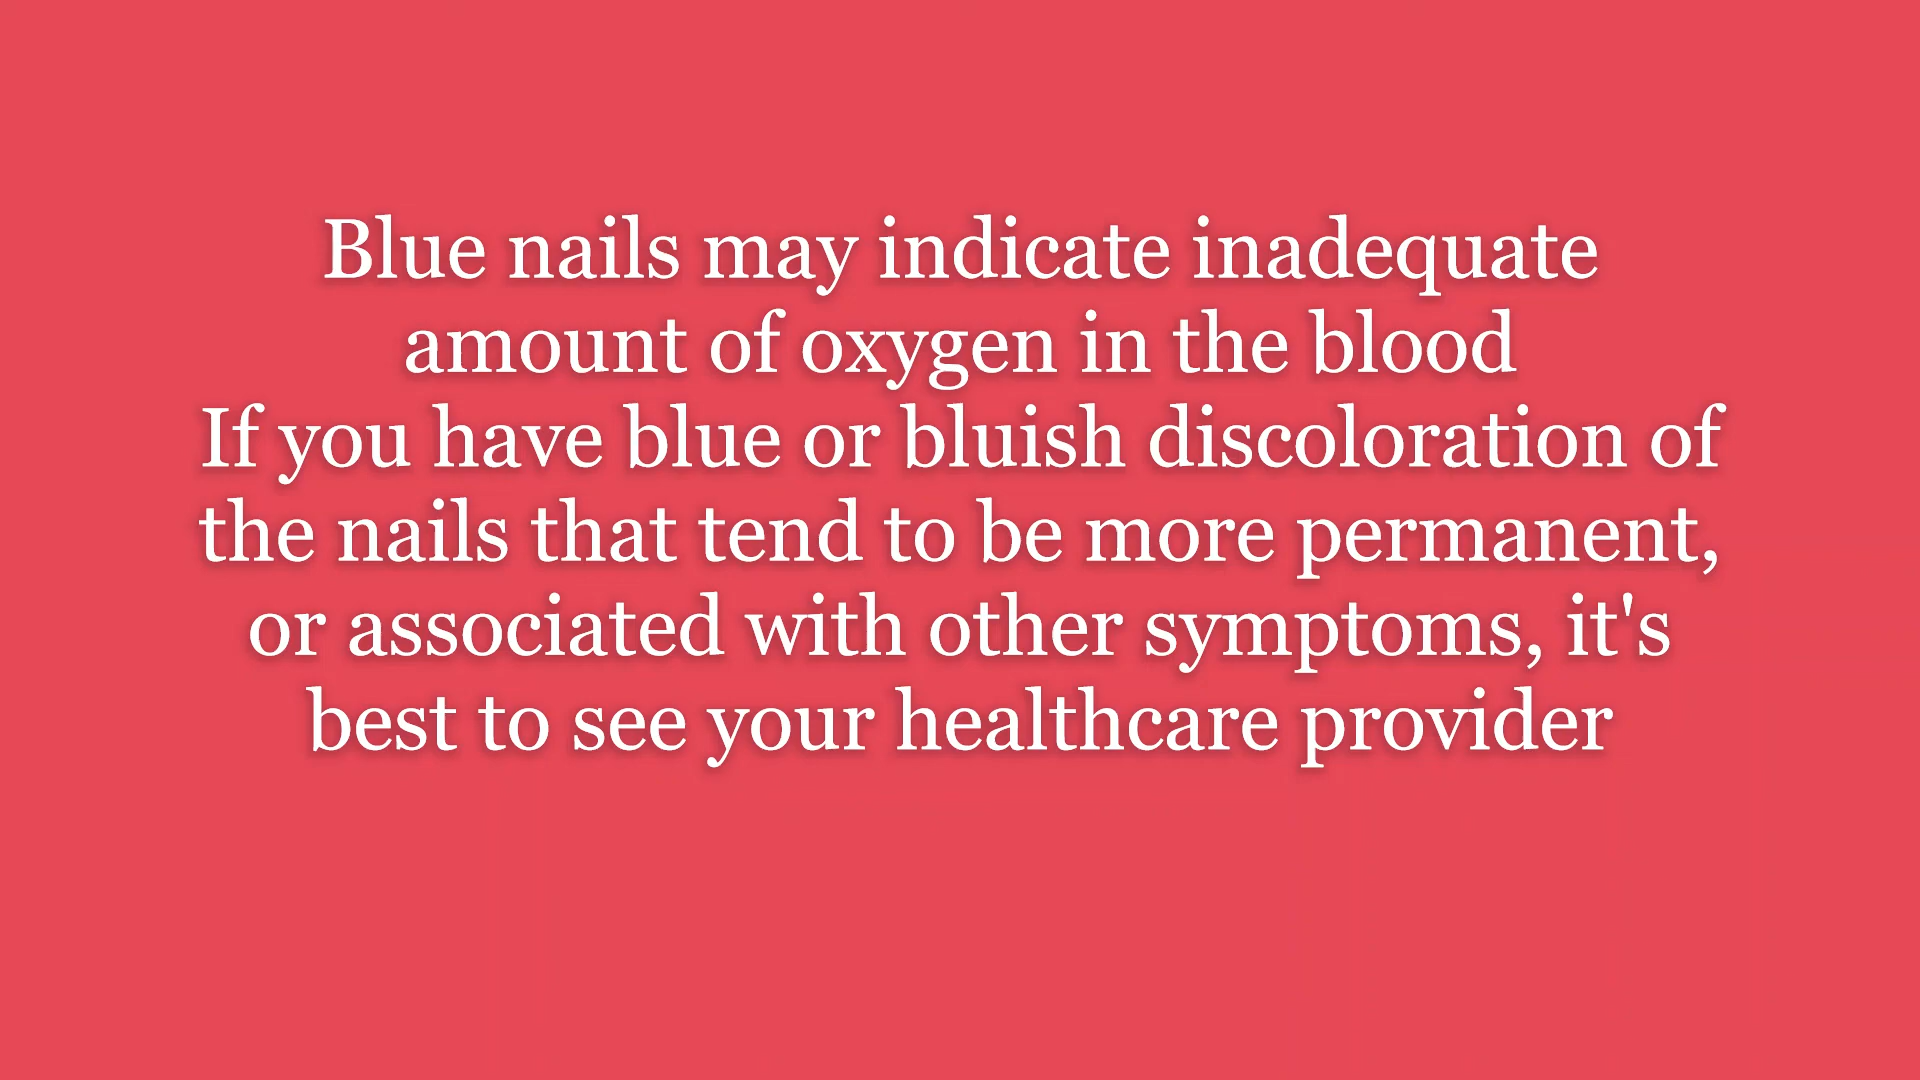 Blue nails may indicate inadequate
amount of oxygen in the blood
If you have blue or bluish discoloration of
the nails that tend to be more permanent,
or associated with other symptoms, it's
best to see your healthcare provider